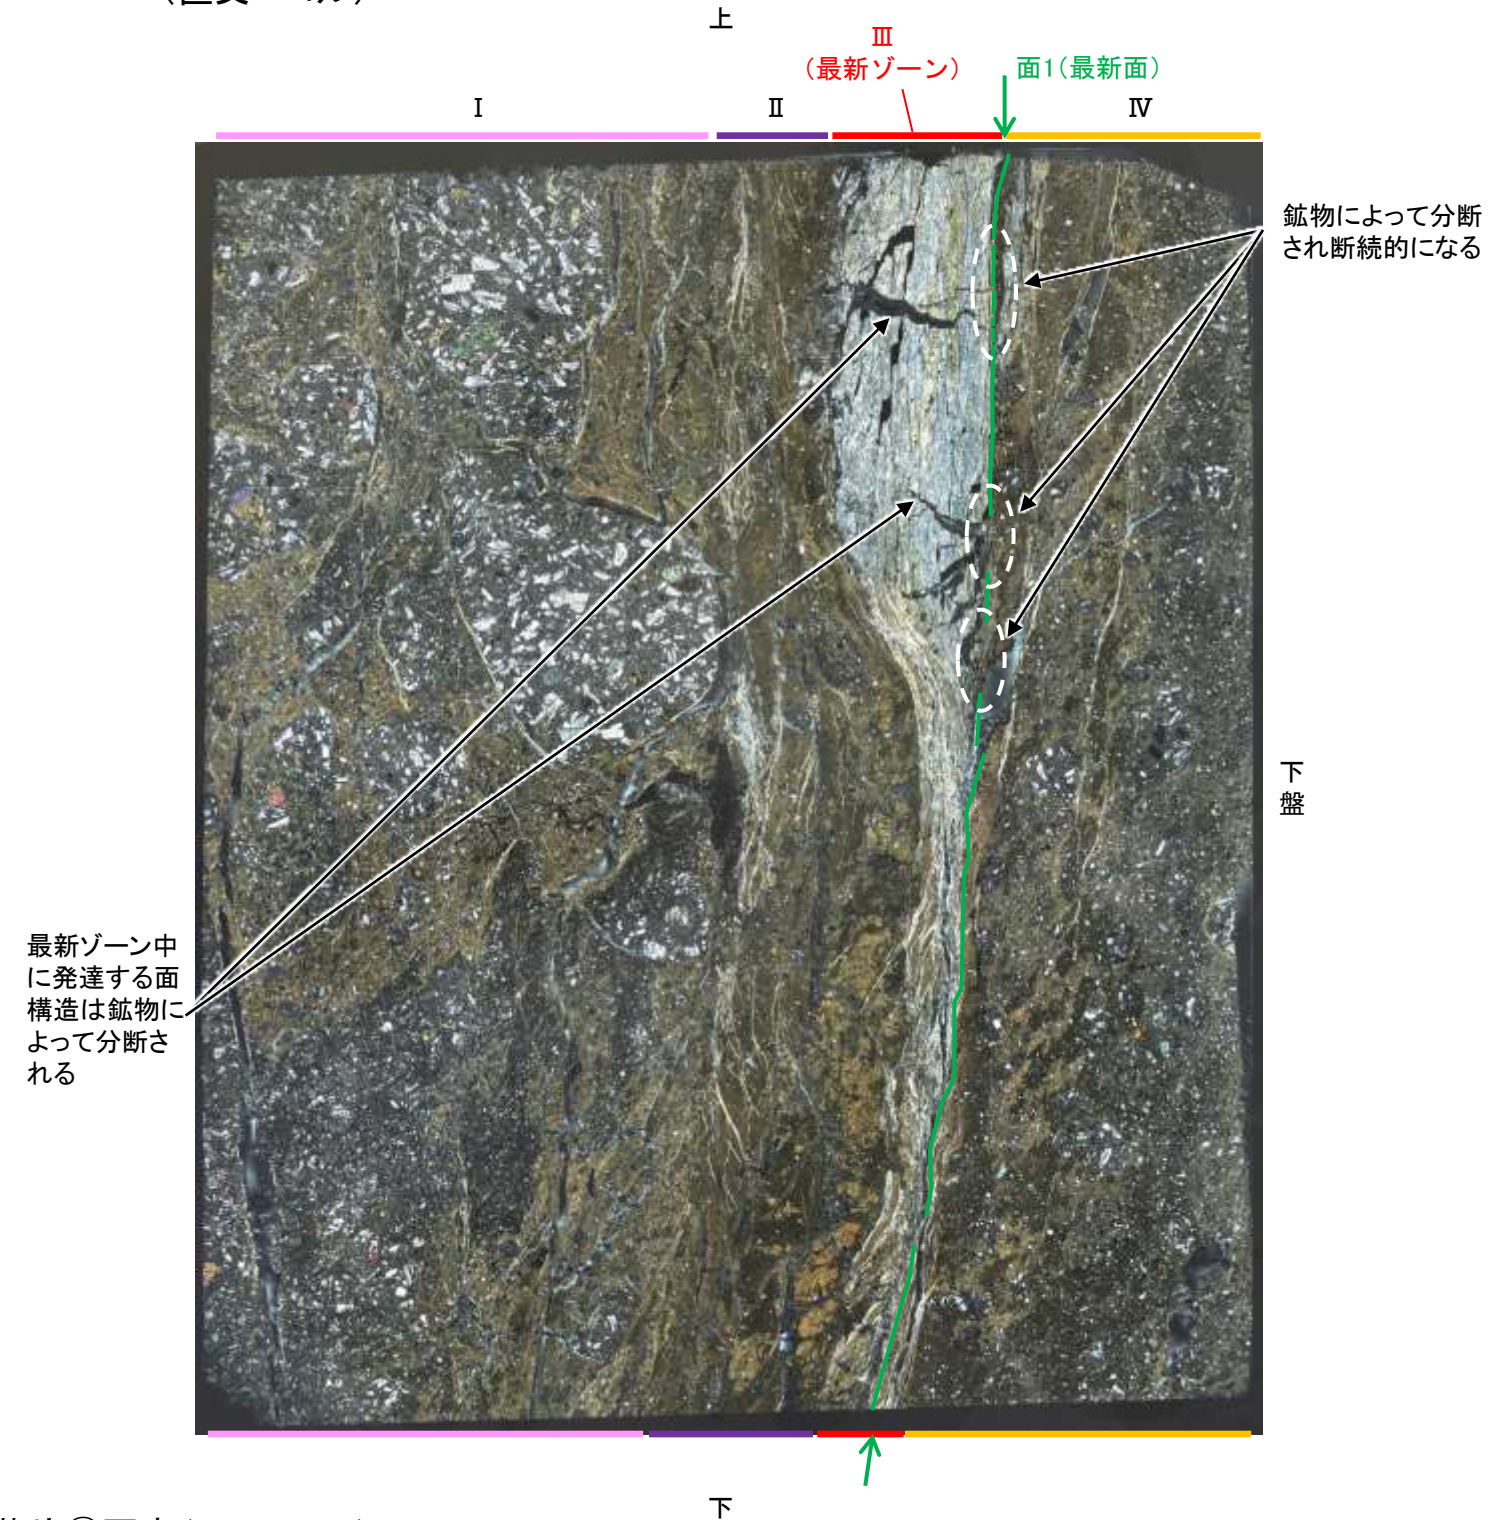 上
Ⅲ
（最新ゾーン）
面1（最新面）
Ⅰ
Ⅱ
Ⅳ
鉱物によって分断
され断続的になる
下
盤
最新ゾーン中
に発達する面
構造は鉱物に
よって分断さ
れる
下